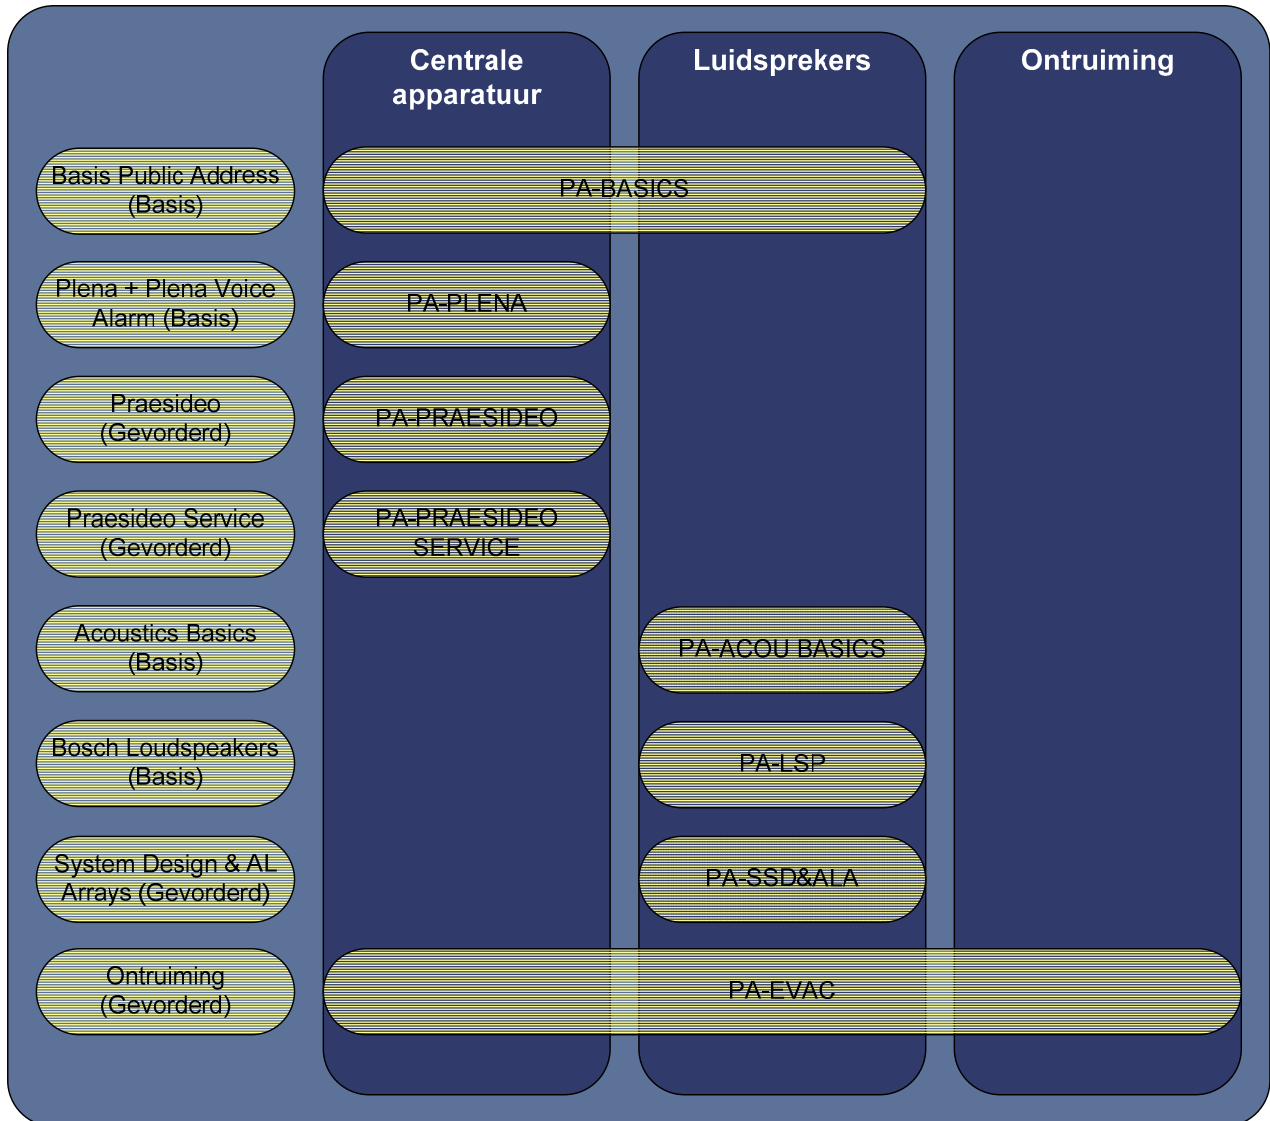 Centrale
apparatuur
Luidsprekers
Ontruiming
Basis Public Address
(Basis)
PA-BASICS
Plena + Plena Voice
Alarm (Basis)
PA-PLENA
Praesideo
(Gevorderd)
PA-PRAESIDEO
Praesideo Service
(Gevorderd)
PA-PRAESIDEO
SERVICE
Acoustics Basics
(Basis)
PA-ACOU BASICS
Bosch Loudspeakers
(Basis)
PA-LSP
System Design & AL
Arrays (Gevorderd)
PA-SSD&ALA
Ontruiming
(Gevorderd)
PA-EVAC